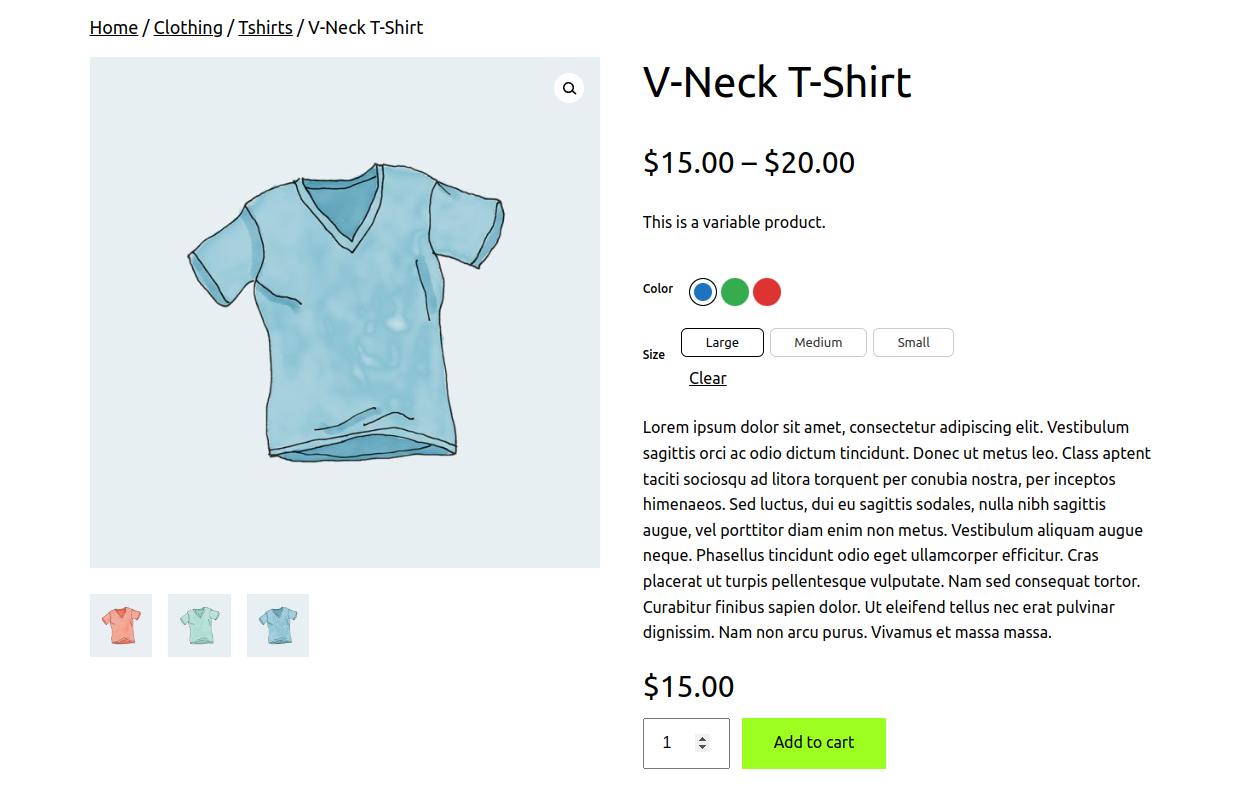 Home / Clothing / Tshirts / V-Neck T-Shirt
V-Neck T-Shirt
$15.00 – $20.00
This is a variable product.
Color
Size
Large
Medium
Small
Clear
Lorem ipsum dolor sit amet, consectetur adipiscing elit. Vestibulum
sagittis orci ac odio dictum tincidunt. Donec ut metus leo. Class aptent
taciti sociosqu ad litora torquent per conubia nostra, per inceptos
himenaeos. Sed luctus, dui eu sagittis sodales, nulla nibh sagittis
augue, vel porttitor diam enim non metus. Vestibulum aliquam augue
neque. Phasellus tincidunt odio eget ullamcorper efficitur. Cras
placerat ut turpis pellentesque vulputate. Nam sed consequat tortor.
Curabitur finibus sapien dolor. Ut eleifend tellus nec erat pulvinar
dignissim. Nam non arcu purus. Vivamus et massa massa.
$15.00
1
Add to cart